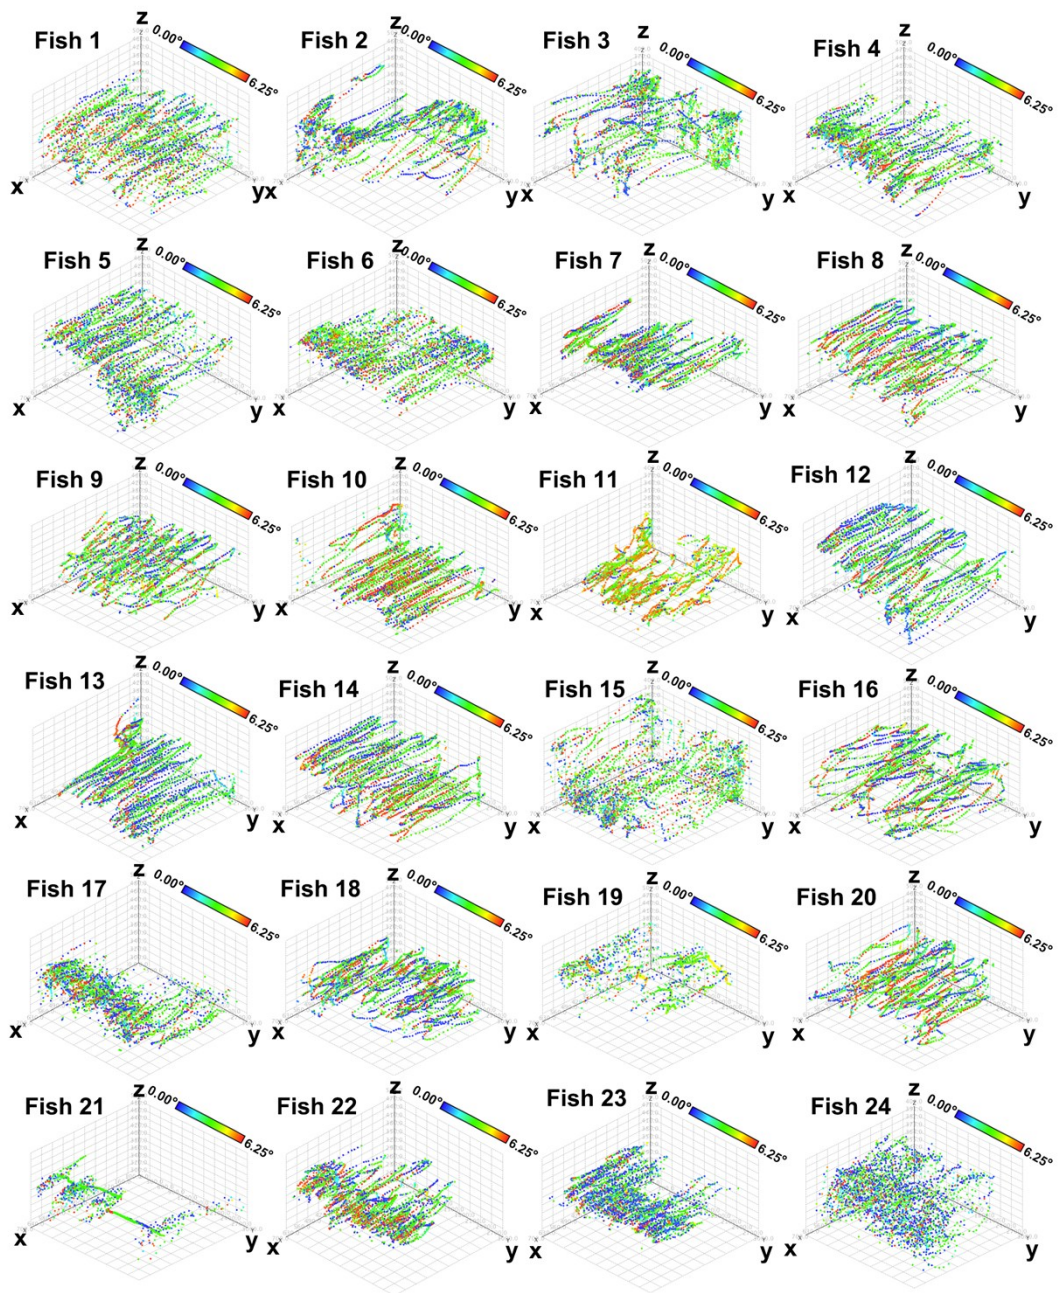 Fish 1 z 0.00° 6.25° x y
Fish 2 z 0.00° 6.25° x y
Fish 3 z 0.00° 6.25° x y
Fish 4 z 0.00° 6.25° x y
Fish 5 z 0.00° 6.25° x y
Fish 6 z 0.00° 6.25° x y
Fish 7 z 0.00° 6.25° x y
Fish 8 z 0.00° 6.25° x y
Fish 9 z 0.00° 6.25° x y
Fish 10 z 0.00° 6.25° x y
Fish 11 z 0.00° 6.25° x y
Fish 12 z 0.00° 6.25° x y
Fish 13 z 0.00° 6.25° x y
Fish 14 z 0.00° 6.25° x y
Fish 15 z 0.00° 6.25° x y
Fish 16 z 0.00° 6.25° x y
Fish 17 z 0.00° 6.25° x y
Fish 18 z 0.00° 6.25° x y
Fish 19 z 0.00° 6.25° x y
Fish 20 z 0.00° 6.25° x y
Fish 21 z 0.00° 6.25° x y
Fish 22 z 0.00° 6.25° x y
Fish 23 z 0.00° 6.25° x y
Fish 24 z 0.00° 6.25° x y